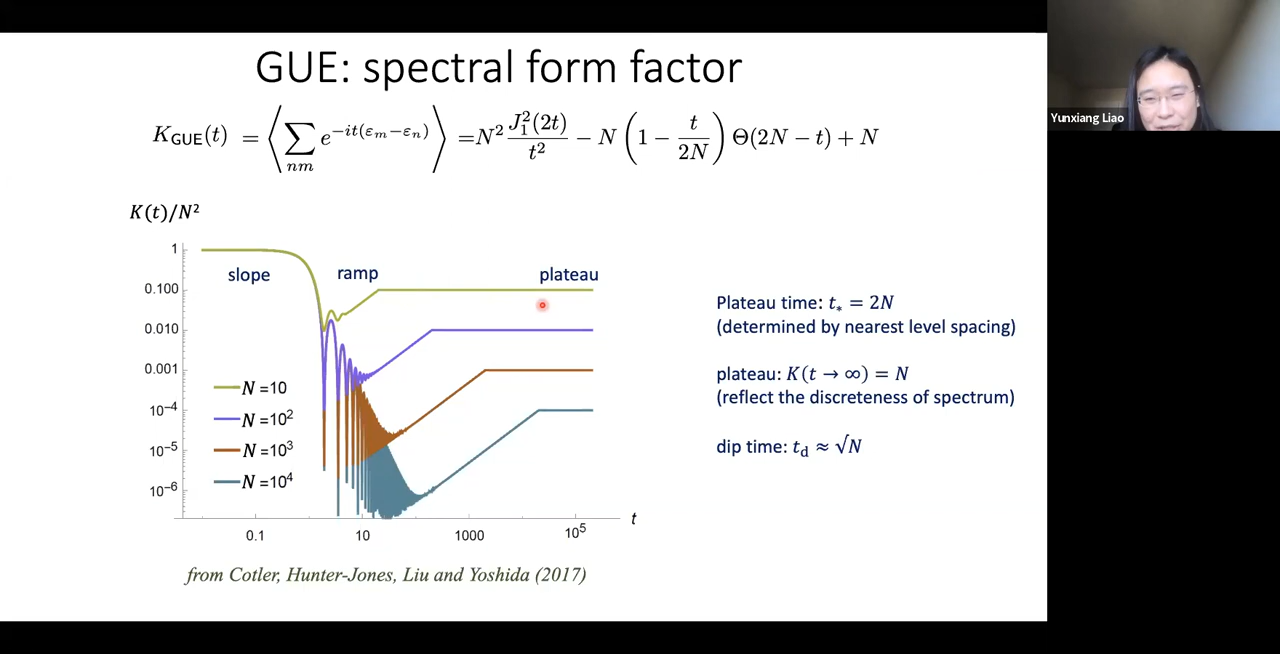 GUE: spectral form factor
K_GUE(t) = ⟨ ∑_{nm} e^{−it(ε_m−ε_n)} ⟩ =N² J₁²(2t)/t² − N (1 − t/2N) Θ(2N − t) + N
Yunxiang Liao
K(t)/N²
1
0.100
0.010
0.001
10⁻⁴
10⁻⁵
10⁻⁶
slope ramp plateau
N =10
N =10²
N =10³
N =10⁴
0.1 10 1000 10⁵
t
from Cotler, Hunter-Jones, Liu and Yoshida (2017)
Plateau time: t_* = 2N
(determined by nearest level spacing)
plateau: K(t → ∞) = N
(reflect the discreteness of spectrum)
dip time: t_d ≈ √N